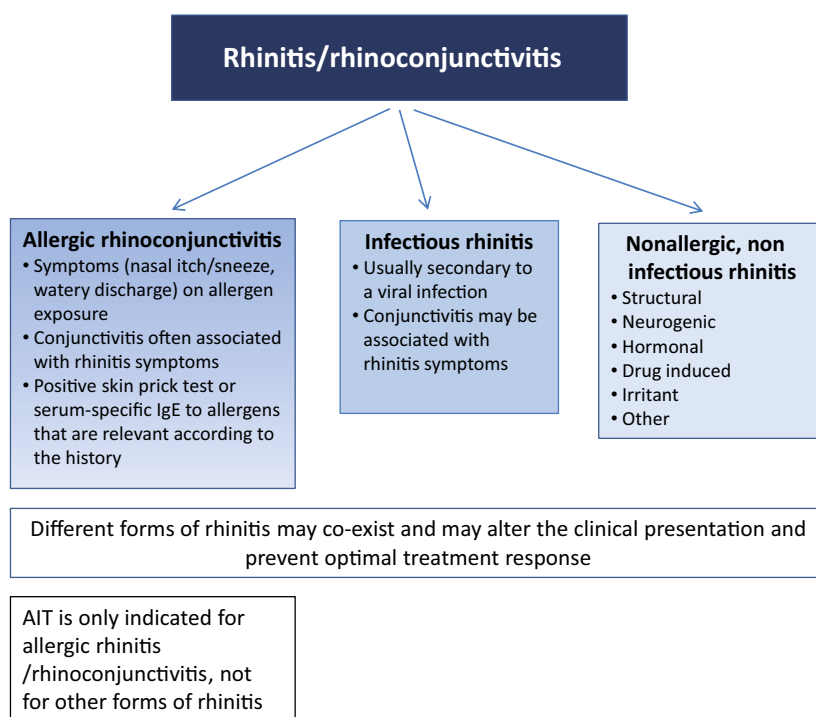 Rhinitis/rhinoconjunctivitis
Allergic rhinoconjunctivitis
• Symptoms (nasal itch/sneeze,
watery discharge) on allergen
exposure
• Conjunctivitis often associated
with rhinitis symptoms
• Positive skin prick test or
serum-specific IgE to allergens
that are relevant according to
the history
Infectious rhinitis
• Usually secondary to
a viral infection
• Conjunctivitis may be
associated with
rhinitis symptoms
Nonallergic, non
infectious rhinitis
• Structural
• Neurogenic
• Hormonal
• Drug induced
• Irritant
• Other
Different forms of rhinitis may co-exist and may alter the clinical presentation and
prevent optimal treatment response
AIT is only indicated for
allergic rhinitis
/rhinoconjunctivitis, not
for other forms of rhinitis